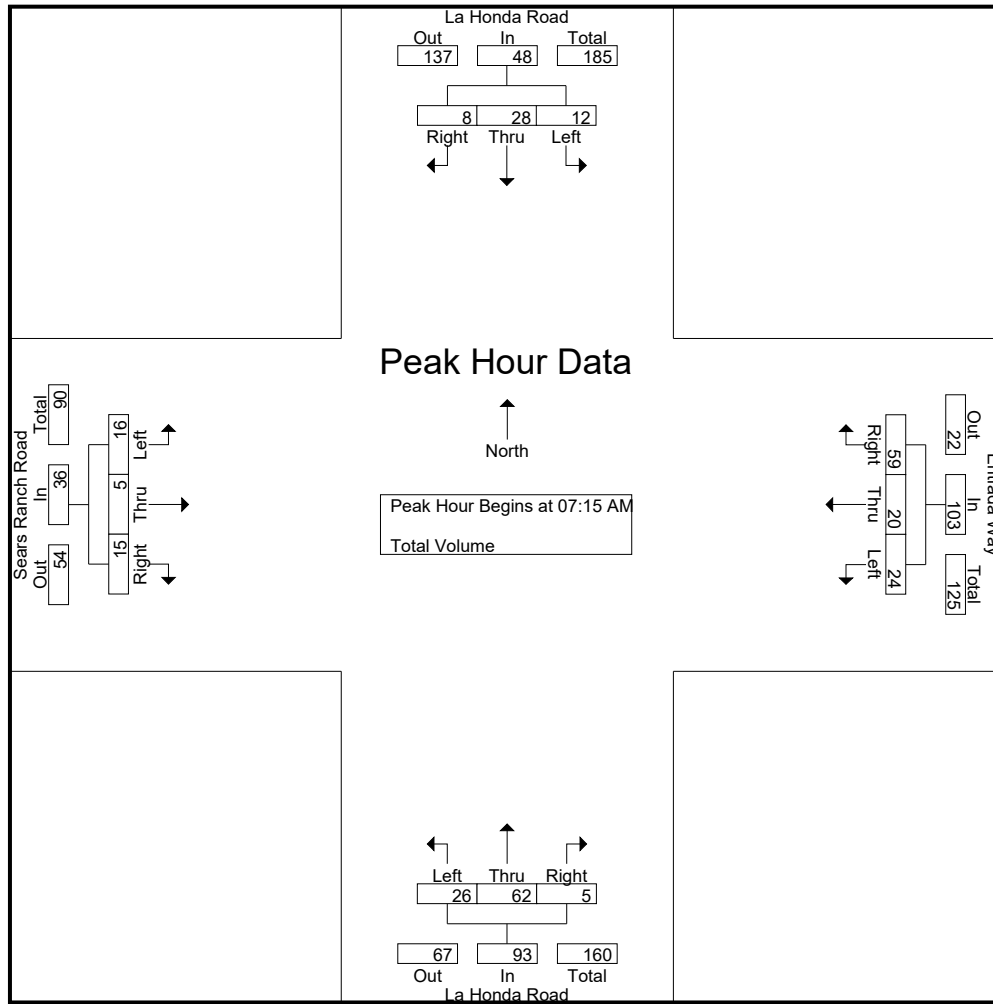 La Honda Road
Out In Total
137 48 185
8 28 12
Right Thru Left
Peak Hour Data
North
Peak Hour Begins at 07:15 AM
Total Volume
Sears Ranch Road
Total In Out
90 36 54
16 5 15
Left Thru Right
Right Thru Left
59 20 24
Out In Total
22 103 125
Entrada Way
Left Thru Right
26 62 5
67 93 160
Out In Total
La Honda Road